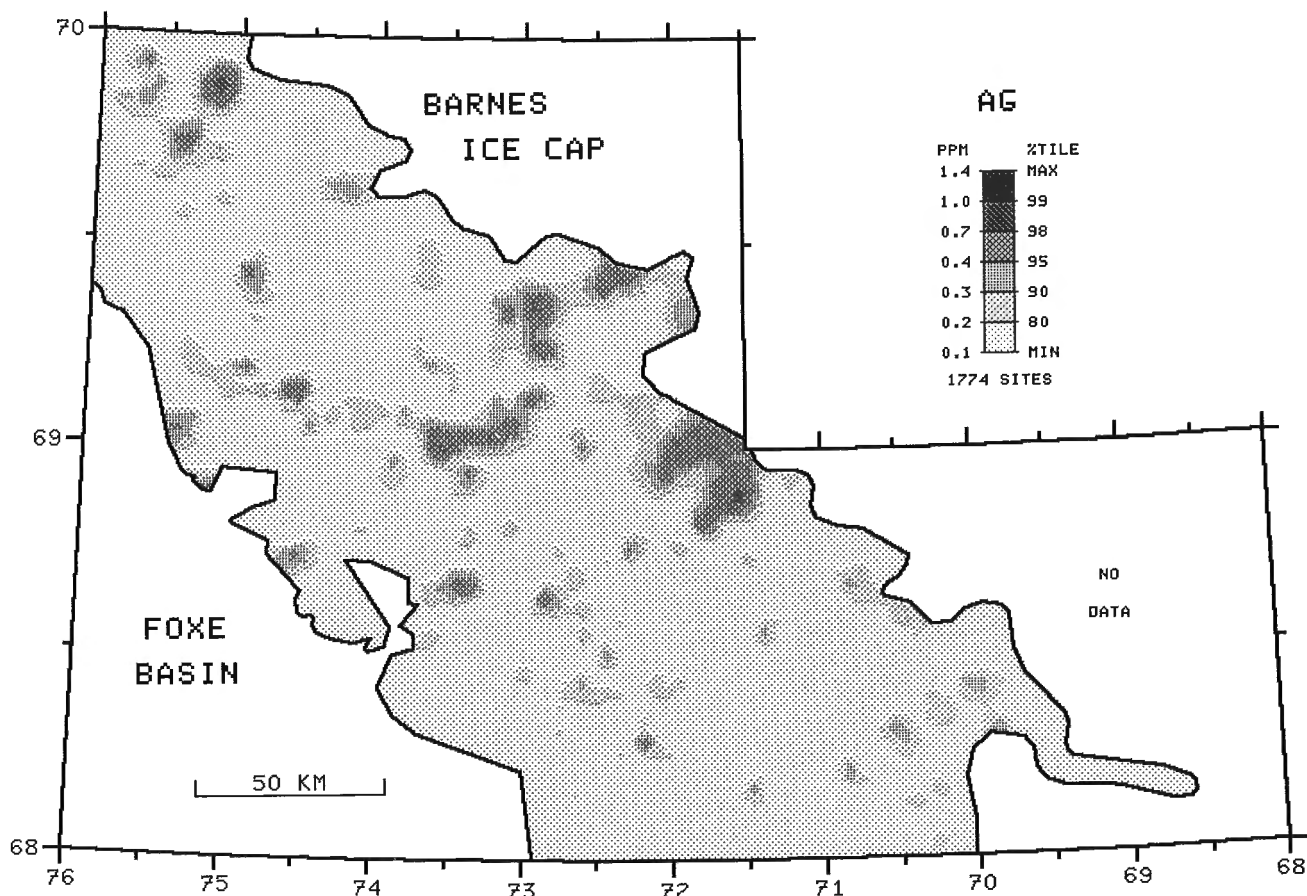 70
BARNES
ICE CAP
AG
PPM %TILE
1.4 MAX
1.0 99
0.7 98
0.4 95
0.3 90
0.2 80
0.1 MIN
1774 SITES
69
68
NO
DATA
FOXE
BASIN
50 KM
68
76 75 74 73 72 71 70 69 68